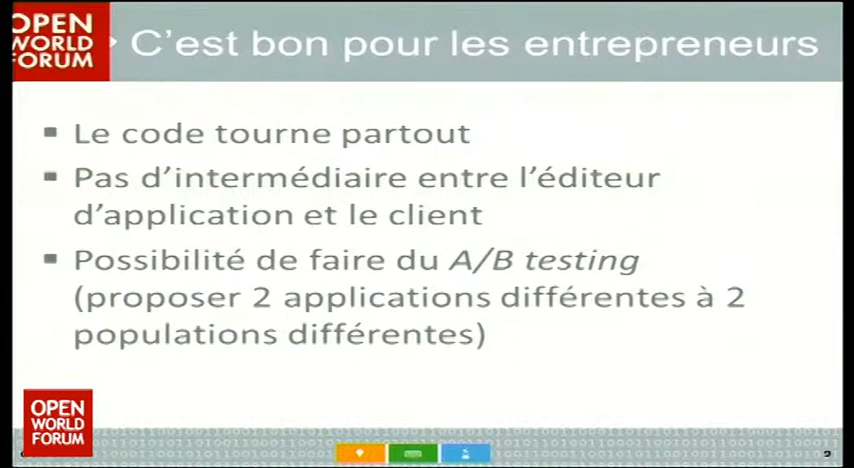 OPEN
WORLD
FORUM
C'est bon pour les entrepreneurs
Le code tourne partout
Pas d'intermédiaire entre l'éditeur
d'application et le client
Possibilité de faire du A/B testing
(proposer 2 applications différentes à 2
populations différentes)
OPEN
WORLD
FORUM
9